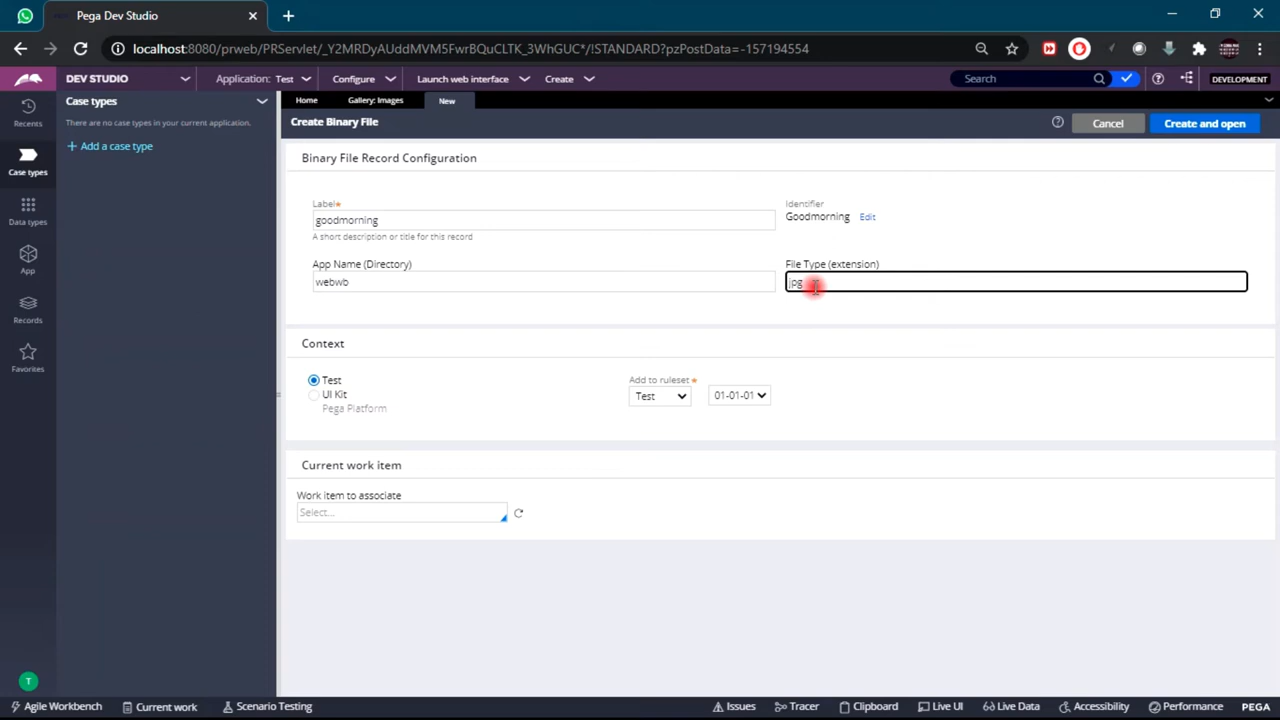 Pega Dev Studio
localhost:8080/prweb/PRServlet/_Y2MRDyAUddMVM5FwrBQuCLTK_3WhGUC*/!STANDARD?pzPostData=-157194554
DEV STUDIO
Application: Test
Configure
Launch web interface
Create
Search
DEVELOPMENT
Recents
Case types
Data types
App
Records
Favorites
T
Case types
There are no case types in your current application.
+ Add a case type
Home
Gallery: Images
New
Create Binary File
Cancel
Create and open
Binary File Record Configuration
Label*
Identifier
goodmorning
Goodmorning Edit
A short description or title for this record
App Name (Directory)
File Type (extension)
webwb
jpg
Context
Test
UI Kit
Pega Platform
Add to ruleset *
Test
01-01-01
Current work item
Work item to associate
Select...
Agile Workbench
Current work
Scenario Testing
Issues
Tracer
Clipboard
Live UI
Live Data
Accessibility
Performance
PEGA